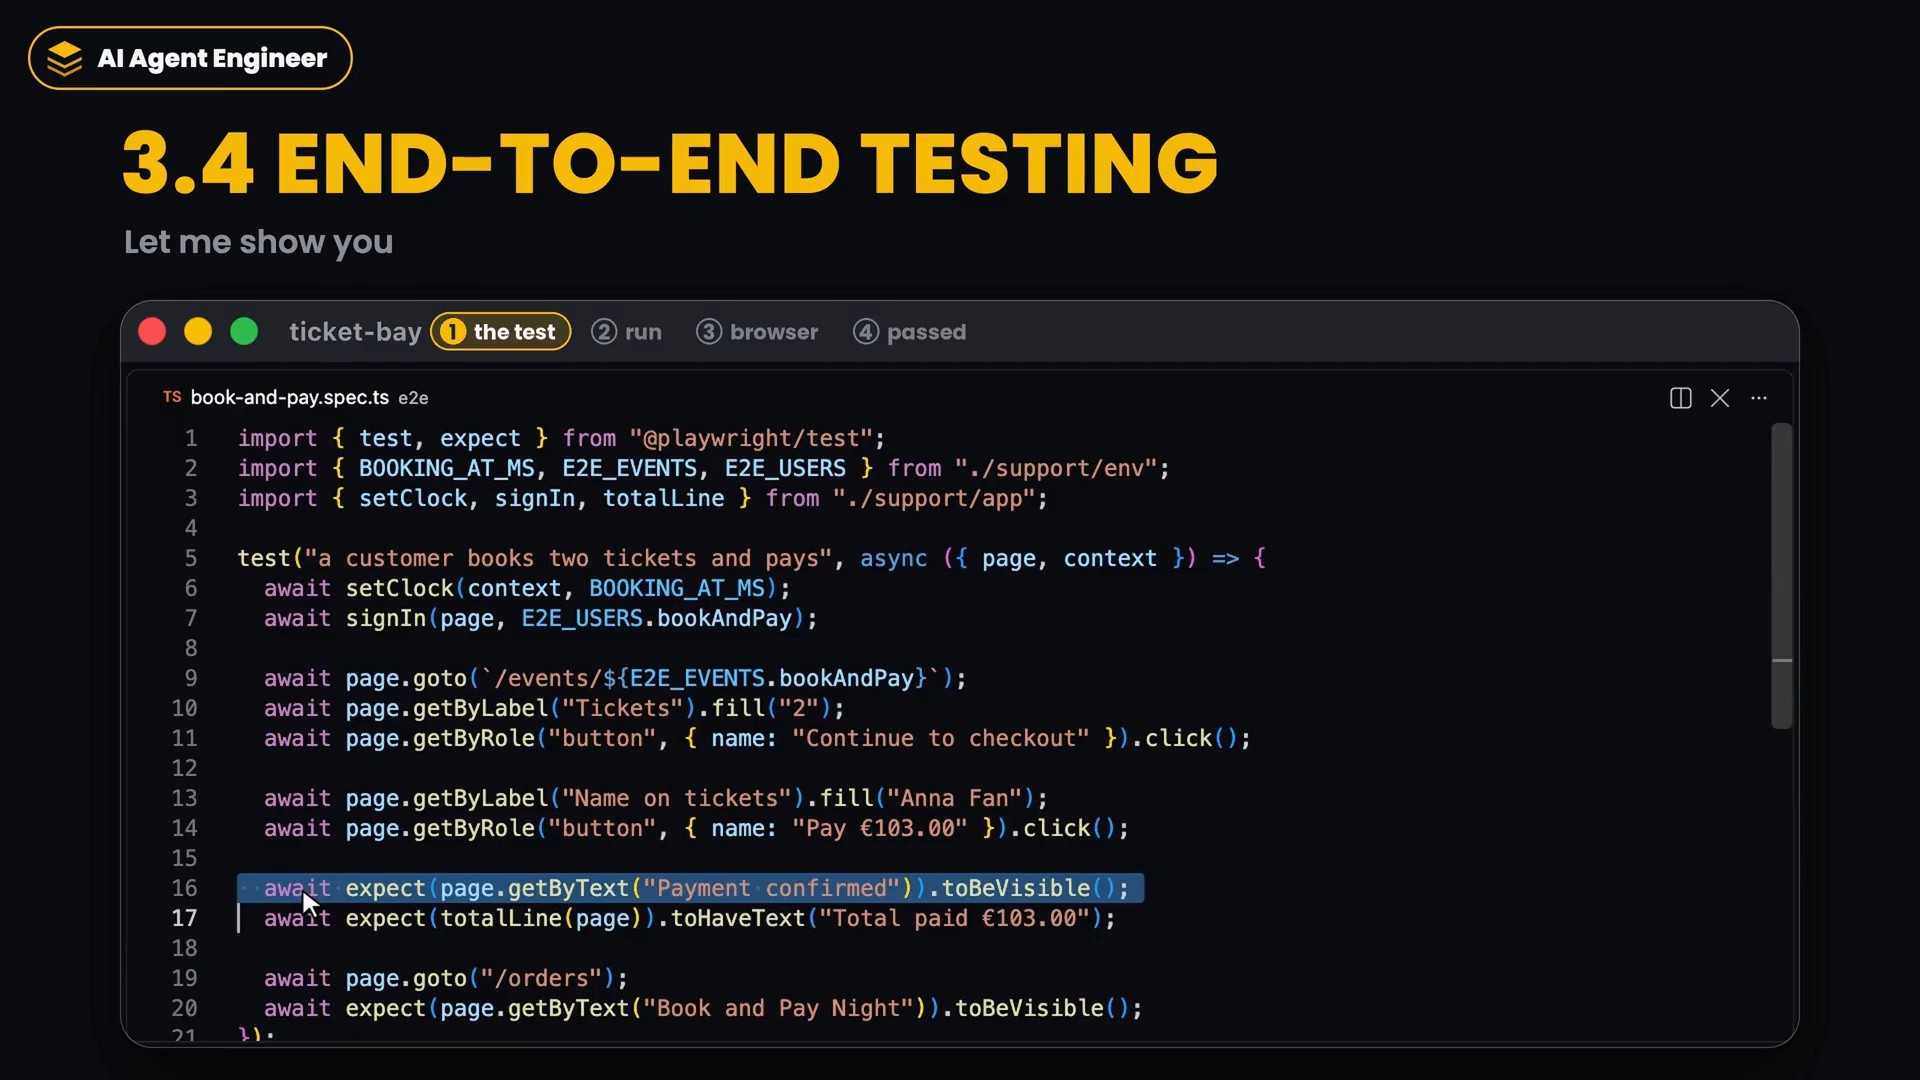 AI Agent Engineer
3.4 END-TO-END TESTING
Let me show you
ticket-bay 1 the test 2 run 3 browser 4 passed
TS book-and-pay.spec.ts e2e
1 import { test, expect } from "@playwright/test";
2 import { BOOKING_AT_MS, E2E_EVENTS, E2E_USERS } from "./support/env";
3 import { setClock, signIn, totalLine } from "./support/app";
4
5 test("a customer books two tickets and pays", async ({ page, context }) => {
6   await setClock(context, BOOKING_AT_MS);
7   await signIn(page, E2E_USERS.bookAndPay);
8
9   await page.goto(`/events/${E2E_EVENTS.bookAndPay}`);
10   await page.getByLabel("Tickets").fill("2");
11   await page.getByRole("button", { name: "Continue to checkout" }).click();
12
13   await page.getByLabel("Name on tickets").fill("Anna Fan");
14   await page.getByRole("button", { name: "Pay €103.00" }).click();
15
16   await expect(page.getByText("Payment confirmed")).toBeVisible();
17   await expect(totalLine(page)).toHaveText("Total paid €103.00");
18
19   await page.goto("/orders");
20   await expect(page.getByText("Book and Pay Night")).toBeVisible();
21 });